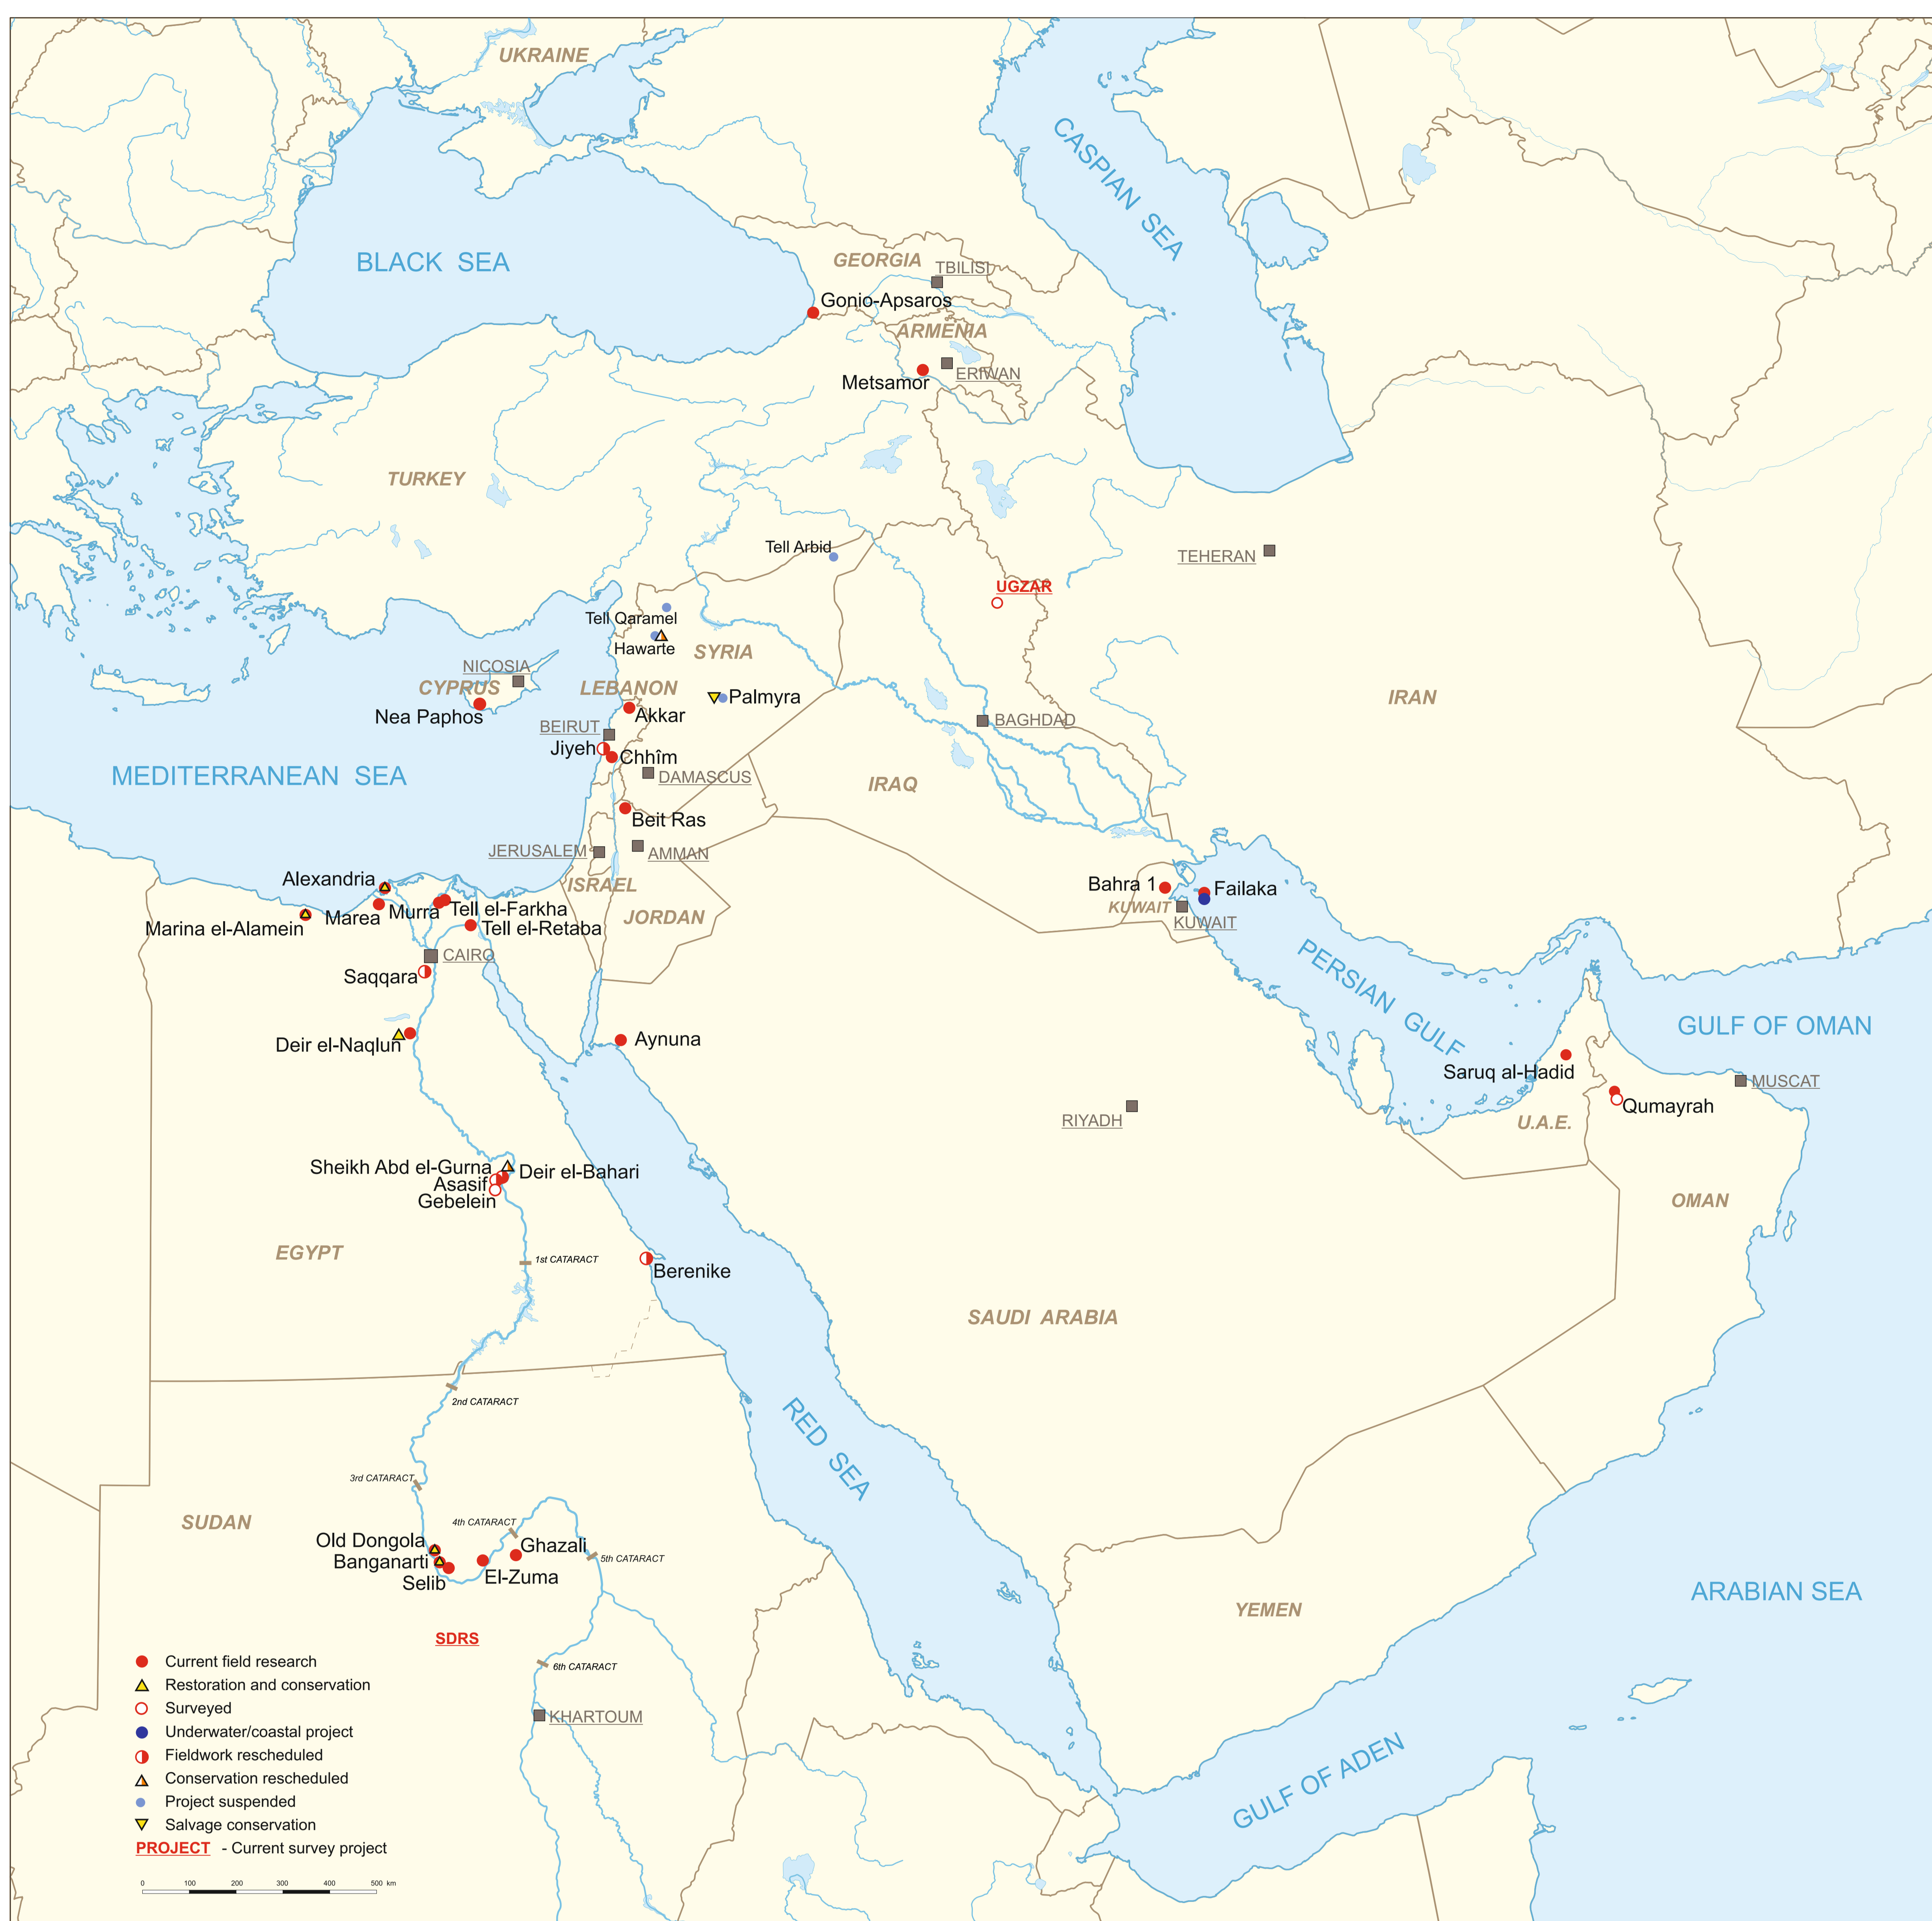 UKRAINE
CASPIAN SEA
BLACK SEA
GEORGIA
TBILISI
Gonio-Apsaros
ARMENIA
ERIWAN
Metsamor
TURKEY
Tell Arbid
TEHERAN
UGZAR
Tell Qaramel
Hawarte
SYRIA
NICOSIA
CYPRUS
LEBANON
Palmyra
IRAN
Nea Paphos
Akkar
BEIRUT
BAGHDAD
Jiyeh
Chhîm
MEDITERRANEAN SEA
DAMASCUS
IRAQ
Beit Ras
JERUSALEM
AMMAN
Alexandria
ISRAEL
Bahra 1
Failaka
Marea
Murra
Tell el-Farkha
JORDAN
KUWAIT
KUWAIT
Marina el-Alamein
Tell el-Retaba
CAIRO
Saqqara
PERSIAN GULF
GULF OF OMAN
Deir el-Naqlun
Aynuna
Saruq al-Hadid
MUSCAT
RIYADH
Qumayrah
U.A.E.
Sheikh Abd el-Gurna
Deir el-Bahari
Asasif
Gebelein
OMAN
EGYPT
1st CATARACT
Berenike
SAUDI ARABIA
2nd CATARACT
RED SEA
3rd CATARACT
SUDAN
4th CATARACT
Old Dongola
Ghazali
Banganarti
5th CATARACT
Selib
El-Zuma
ARABIAN SEA
YEMEN
SDRS
6th CATARACT
KHARTOUM
GULF OF ADEN
Current field research
Restoration and conservation
Surveyed
Underwater/coastal project
Fieldwork rescheduled
Conservation rescheduled
Project suspended
Salvage conservation
PROJECT - Current survey project
0 100 200 300 400 500 km